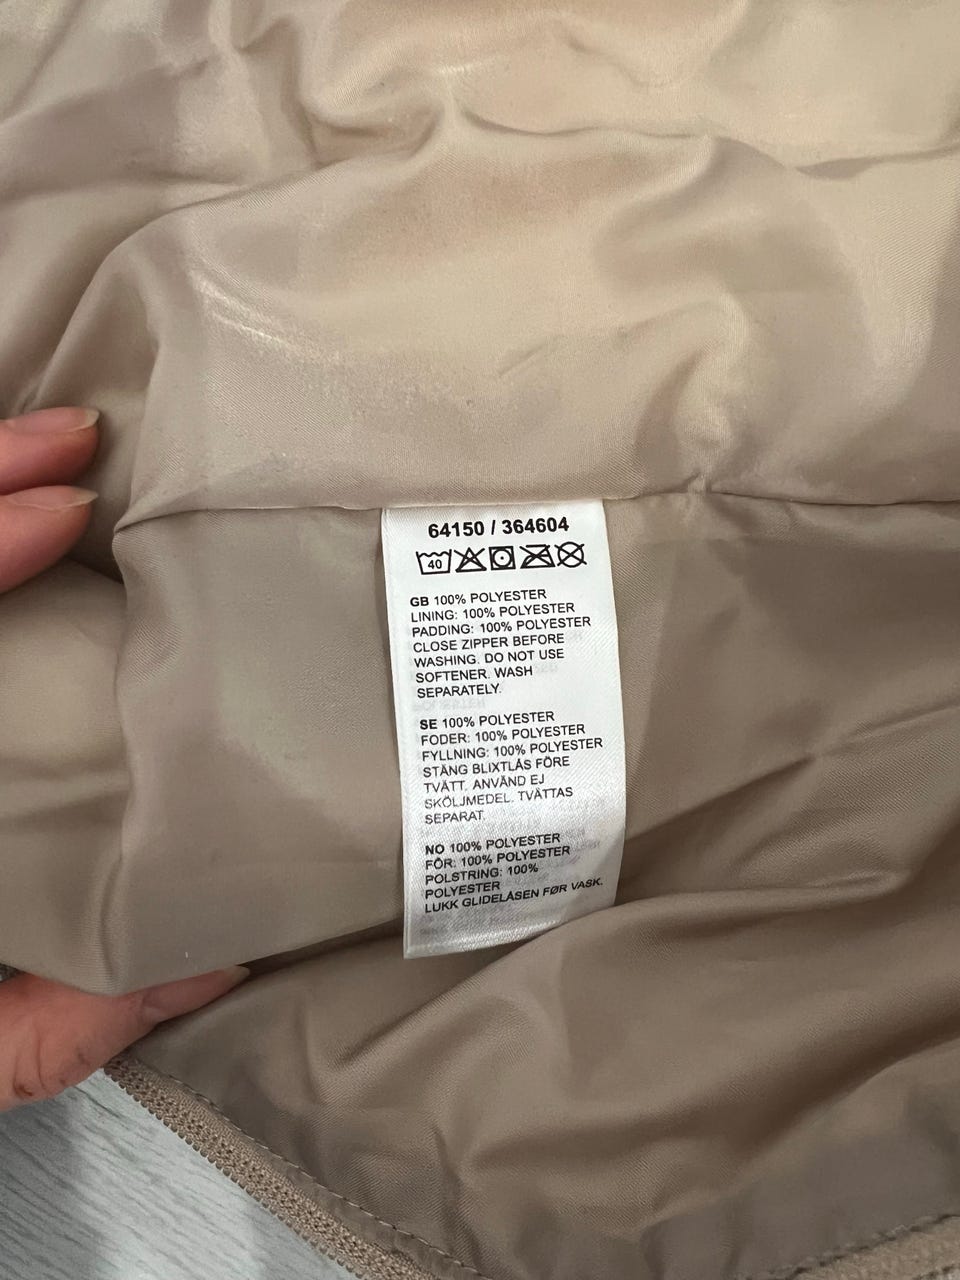 64150 / 364604
40
GB 100% POLYESTER
LINING: 100% POLYESTER
PADDING: 100% POLYESTER
CLOSE ZIPPER BEFORE
WASHING. DO NOT USE
SOFTENER. WASH
SEPARATELY.
SE 100% POLYESTER
FODER: 100% POLYESTER
FYLLNING: 100% POLYESTER
STÄNG BLIXTLÅS FÖRE
TVÄTT. ANVÄND EJ
SKÖLJMEDEL. TVÄTTAS
SEPARAT.
NO 100% POLYESTER
FÔR: 100% POLYESTER
POLSTRING: 100%
POLYESTER
LUKK GLIDELÅSEN FØR VASK.